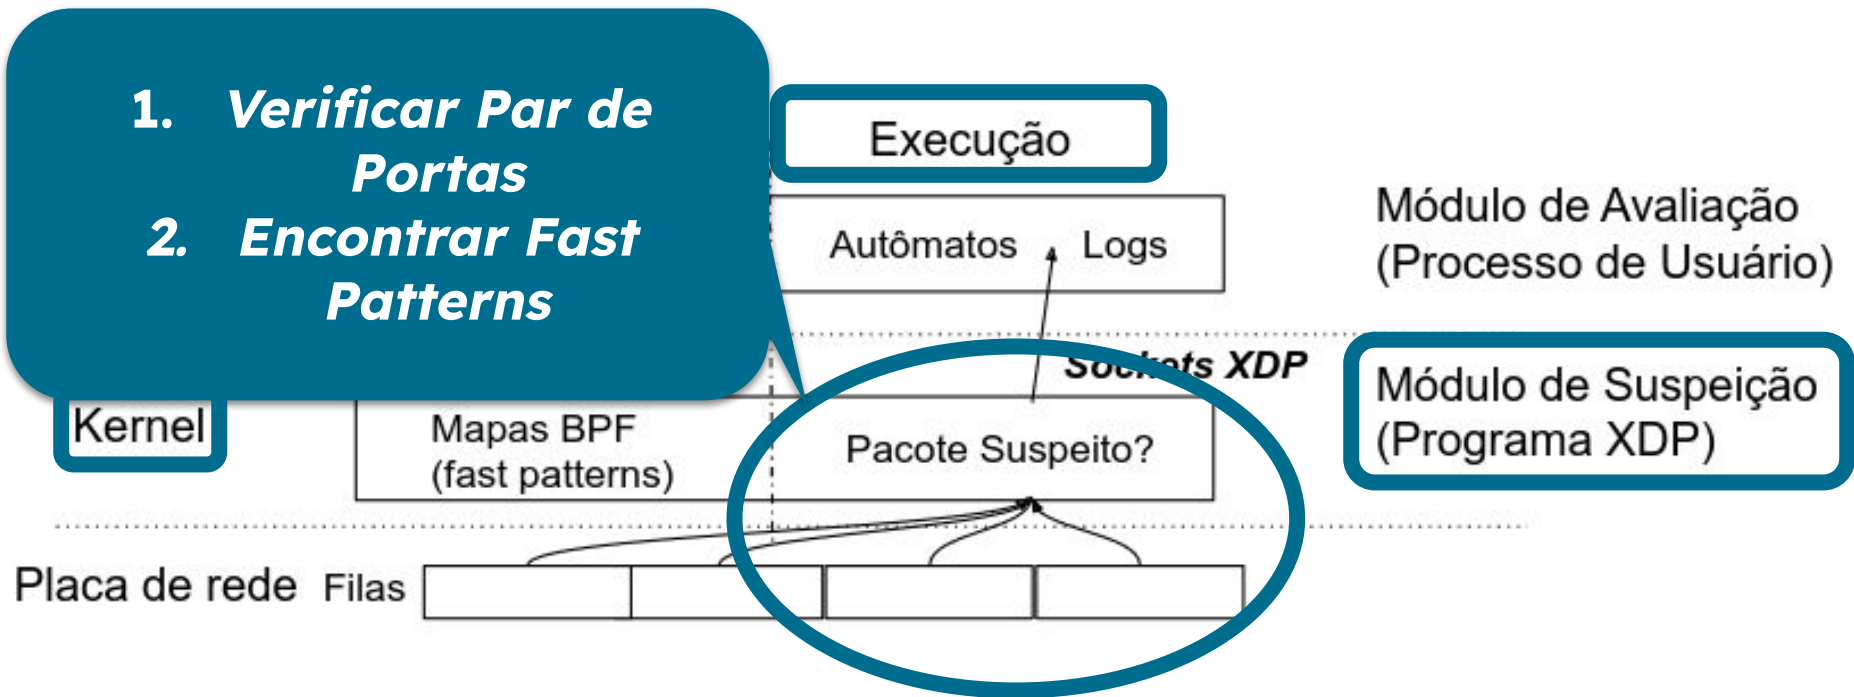 1. Verificar Par de
Portas
2. Encontrar Fast
Patterns
Execução
Autômatos
Logs
Módulo de Avaliação
(Processo de Usuário)
Sockets XDP
Kernel
Mapas BPF
(fast patterns)
Pacote Suspeito?
Módulo de Suspeição
(Programa XDP)
Placa de rede
Filas